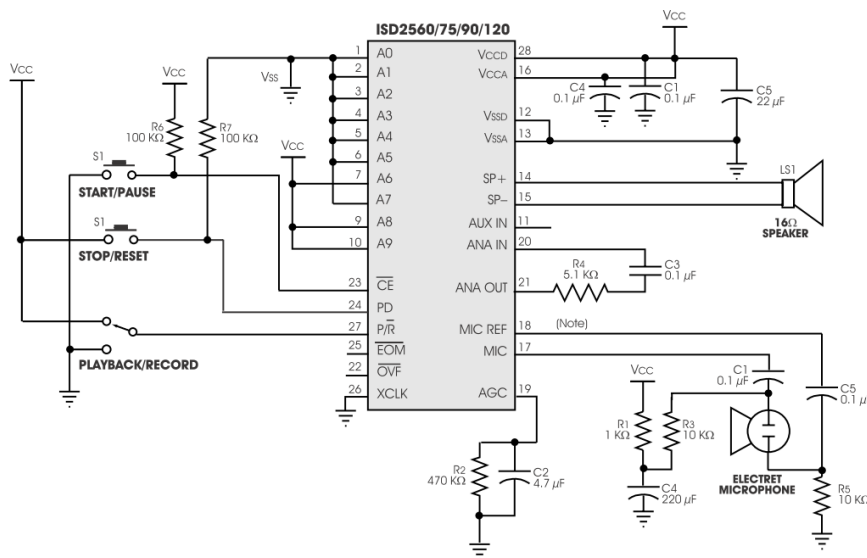 ISD2560/75/90/120
VCC
VCC
VSS
VCC
VCC
R6
100 KΩ
R7
100 KΩ
S1
START/PAUSE
S1
STOP/RESET
PLAYBACK/RECORD
1 A0
2 A1
3 A2
4 A3
5 A4
6 A5
7 A6
8 A7
9 A8
10 A9
23 CE
24 PD
27 P/R
25 EOM
22 OVF
26 XCLK
VCCD 28
VCCA 16
VSSD 12
VSSA 13
SP+ 14
SP– 15
AUX IN 11
ANA IN 20
ANA OUT 21
MIC REF 18
MIC 17
AGC 19
C4
0.1 µF
C1
0.1 µF
C5
22 µF
LS1
16Ω
SPEAKER
R4
5.1 KΩ
C3
0.1 µF
(Note)
C1
0.1 µF
C5
0.1 µ
VCC
R1
1 KΩ
R3
10 KΩ
C4
220 µF
ELECTRET
MICROPHONE
R5
10 KΩ
R2
470 KΩ
C2
4.7 µF